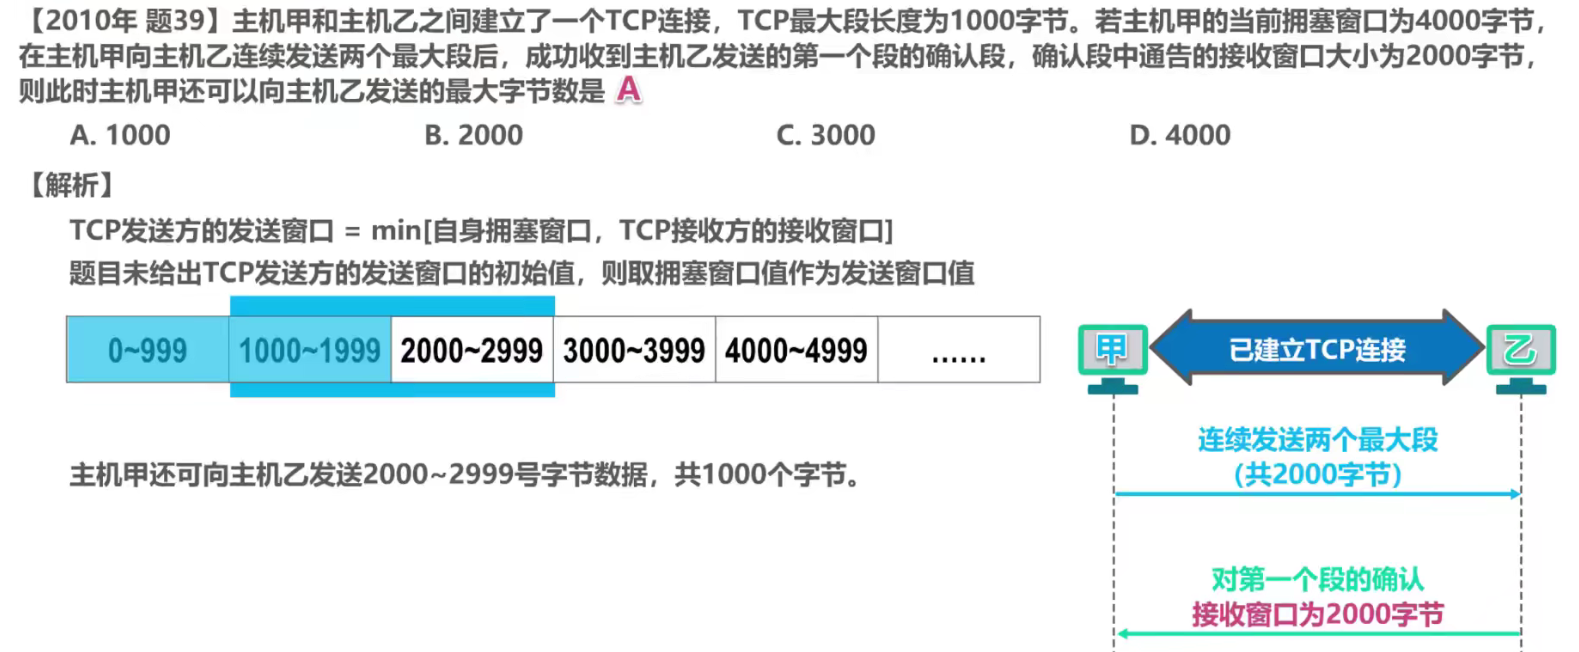 【2010年 题39】主机甲和主机乙之间建立了一个TCP连接，TCP最大段长度为1000字节。若主机甲的当前拥塞窗口为4000字节，
在主机甲向主机乙连续发送两个最大段后，成功收到主机乙发送的第一个段的确认段，确认段中通告的接收窗口大小为2000字节，
则此时主机甲还可以向主机乙发送的最大字节数是 A
A. 1000 B. 2000 C. 3000 D. 4000
【解析】
TCP发送方的发送窗口 = min[自身拥塞窗口，TCP接收方的接收窗口]
题目未给出TCP发送方的发送窗口的初始值，则取拥塞窗口值作为发送窗口值
0~999 1000~1999 2000~2999 3000~3999 4000~4999 ……
甲 已建立TCP连接 乙
连续发送两个最大段
（共2000字节）
主机甲还可向主机乙发送2000~2999号字节数据，共1000个字节。
对第一个段的确认
接收窗口为2000字节